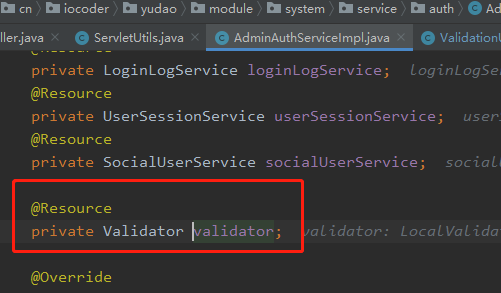 cn iocoder yudao module system service auth Ad
ller.java ServletUtils.java AdminAuthServiceImpl.java ValidationU
@Resource
private LoginLogService loginLogService; loginLogSe
@Resource
private UserSessionService userSessionService; user
@Resource
private SocialUserService socialUserService; social
@Resource
private Validator validator; validator: LocalValida
@Override